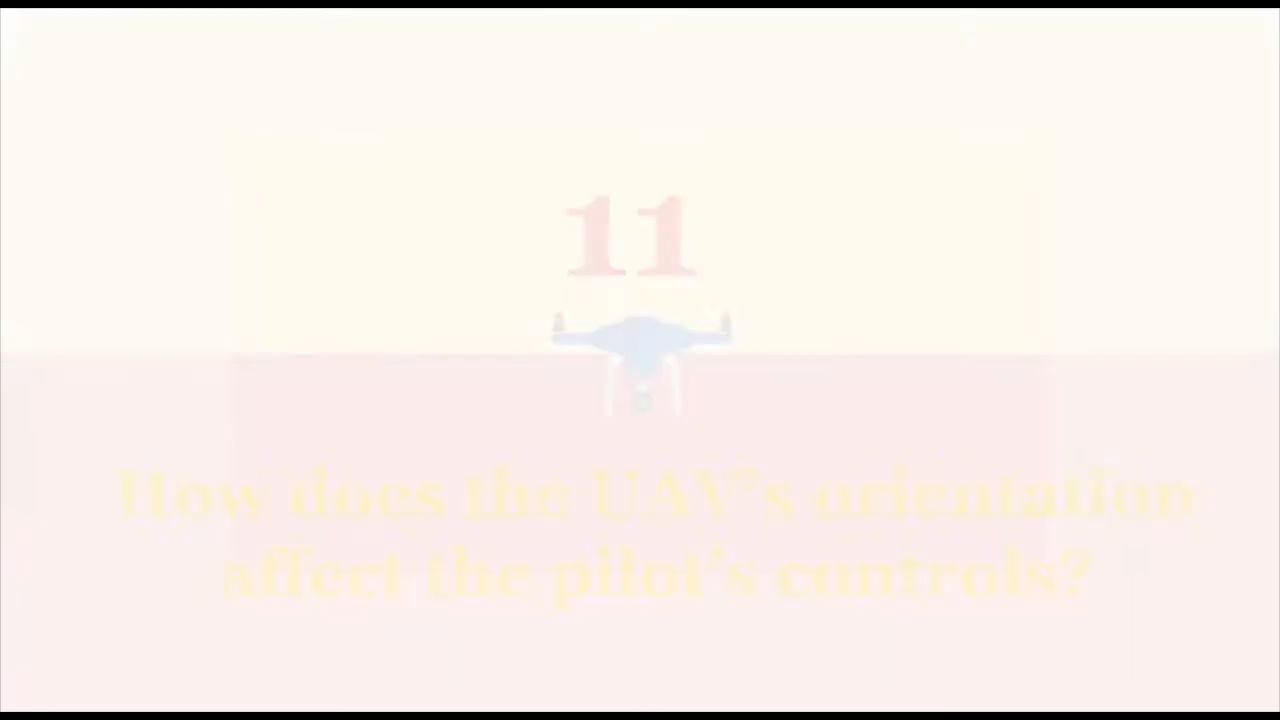 11
How does the UAV's orientation
affect the pilot's controls?